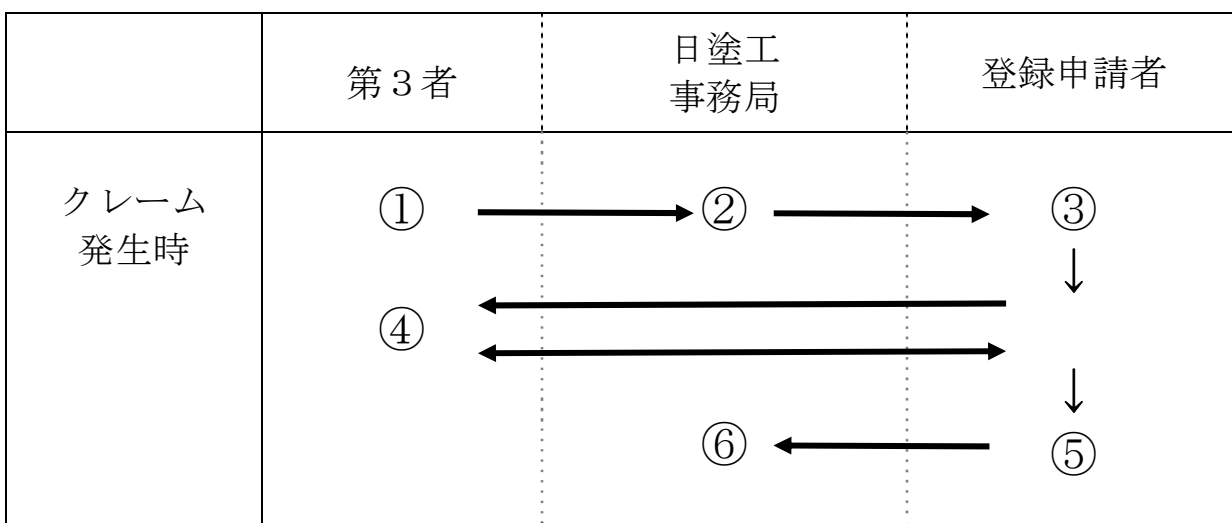 第３者
日塗工
事務局
登録申請者
クレーム
発生時
①
②
③
④
⑥
⑤